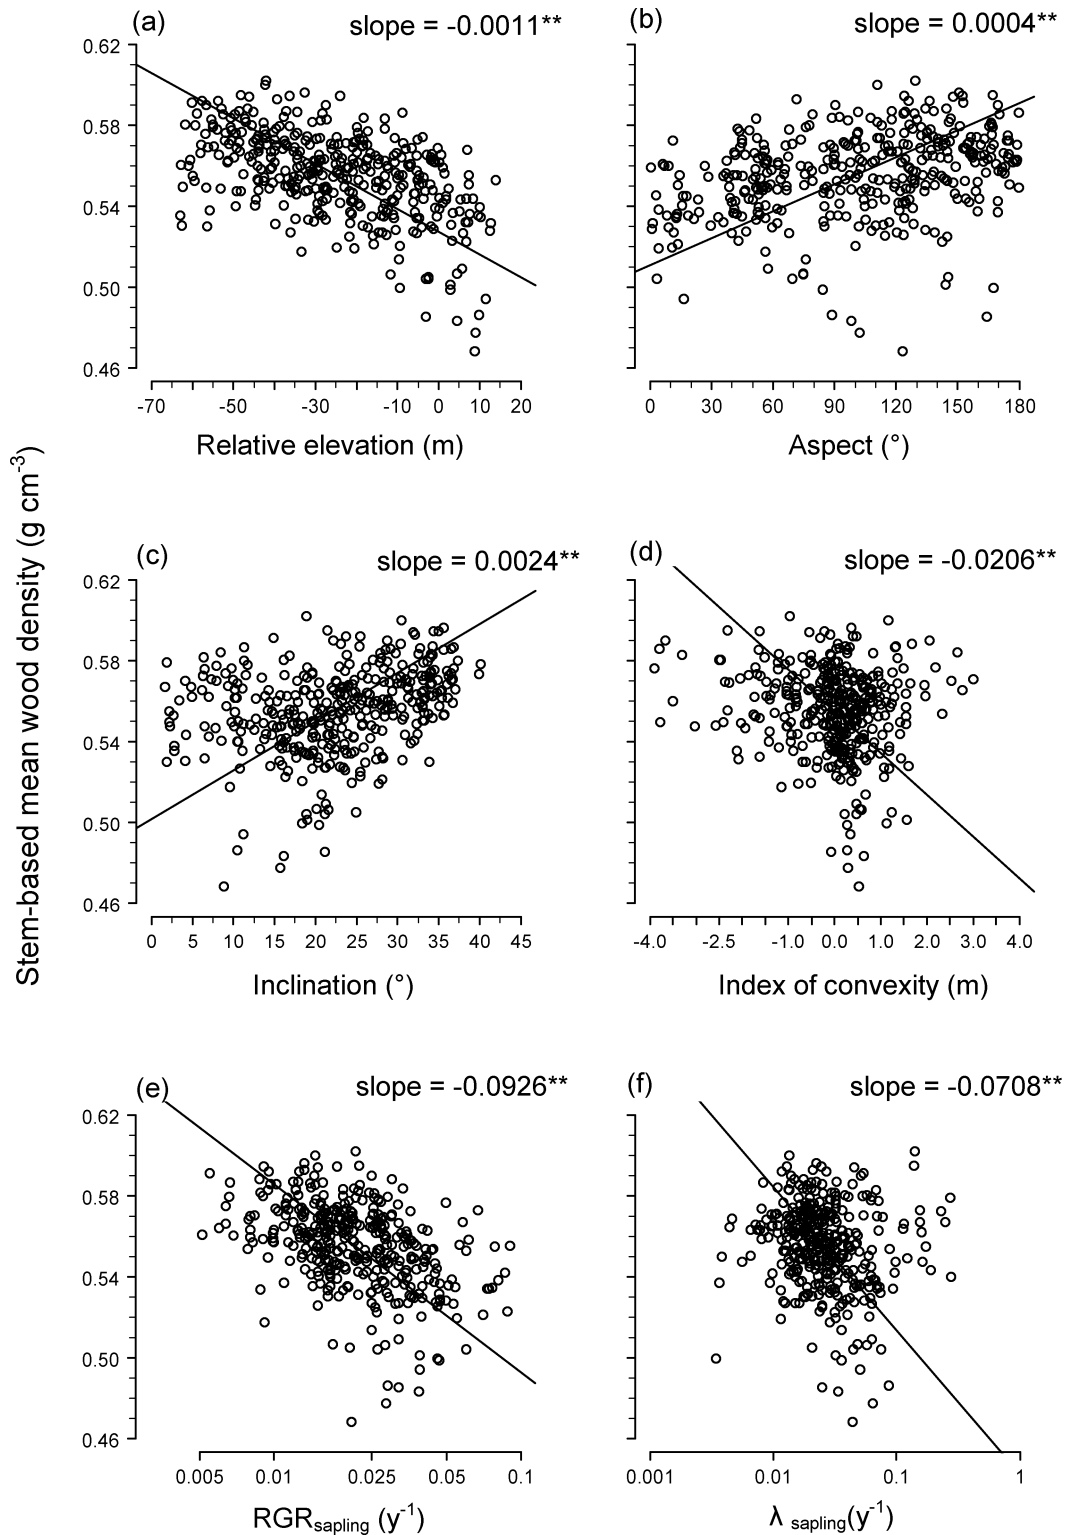 (a) slope = -0.0011**
(b) slope = 0.0004**
0.62
0.58
0.54
0.50
0.46
-70 -50 -30 -10 0 10 20
0 30 60 90 120 150 180
Relative elevation (m)
Aspect (°)
Stem-based mean wood density (g cm-3)
(c) slope = 0.0024**
(d) slope = -0.0206**
0.62
0.58
0.54
0.50
0.46
0 5 10 15 20 25 30 35 40 45
-4.0 -2.5 -1.0 0.0 1.0 2.0 3.0 4.0
Inclination (°)
Index of convexity (m)
(e) slope = -0.0926**
(f) slope = -0.0708**
0.62
0.58
0.54
0.50
0.46
0.005 0.01 0.025 0.05 0.1
0.001 0.01 0.1 1
RGRsapling (y-1)
λ sapling(y-1)